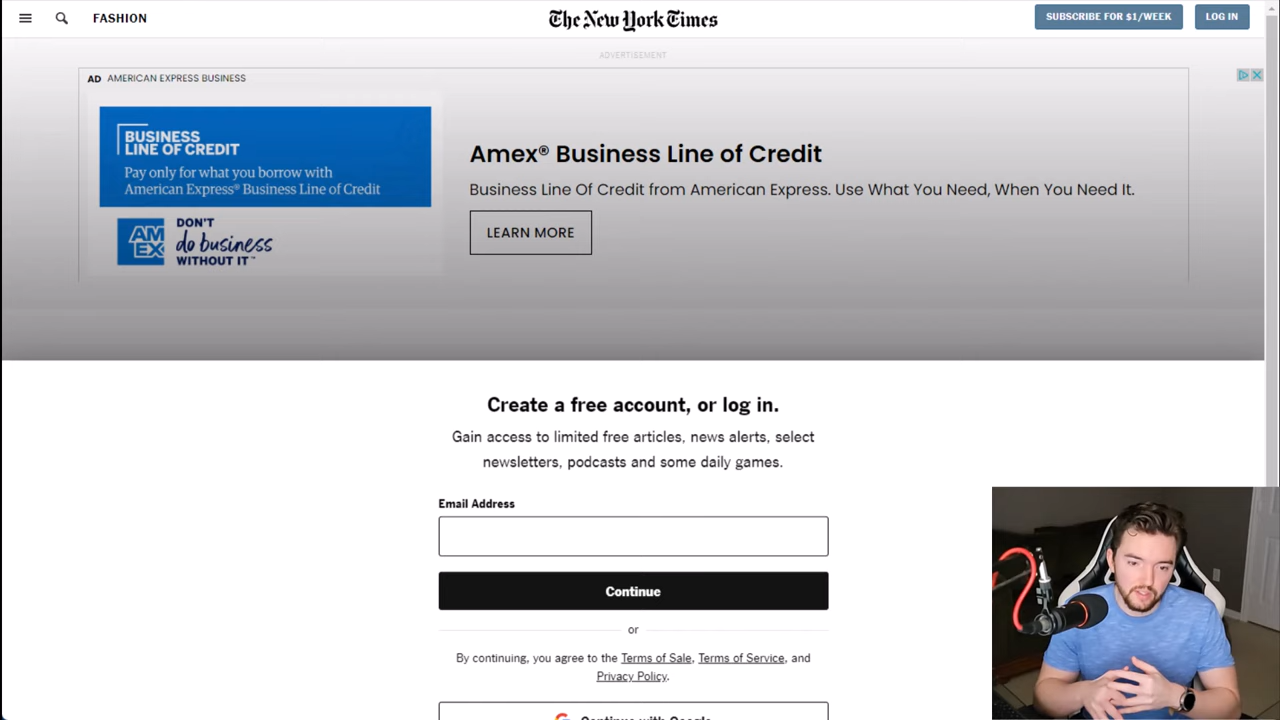 FASHION
The New York Times
SUBSCRIBE FOR $1/WEEK
LOG IN
ADVERTISEMENT
AD AMERICAN EXPRESS BUSINESS
BUSINESS
LINE OF CREDIT
Pay only for what you borrow with
American Express® Business Line of Credit
AM
EX
DON'T
do business
WITHOUT IT™
Amex® Business Line of Credit
Business Line Of Credit from American Express. Use What You Need, When You Need It.
LEARN MORE
Create a free account, or log in.
Gain access to limited free articles, news alerts, select
newsletters, podcasts and some daily games.
Email Address
Continue
or
By continuing, you agree to the Terms of Sale, Terms of Service, and
Privacy Policy.
Continue with Google